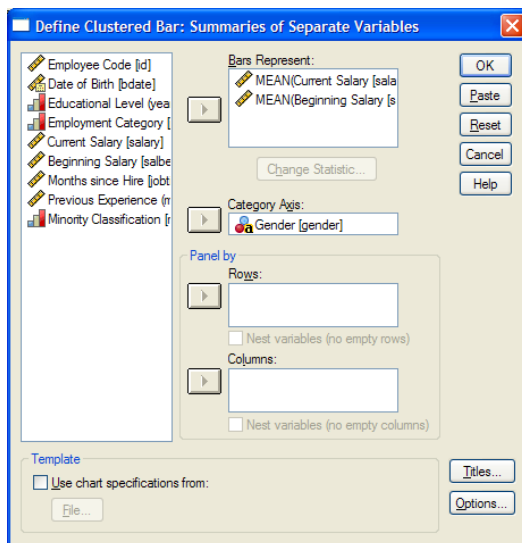 Define Clustered Bar: Summaries of Separate Variables
Employee Code [id]
Date of Birth [bdate]
Educational Level (yea
Employment Category [
Current Salary [salary]
Beginning Salary [salbe
Months since Hire [jobt
Previous Experience (m
Minority Classification [r
Bars Represent:
MEAN(Current Salary [sala
MEAN(Beginning Salary [s
Change Statistic...
Category Axis:
Gender [gender]
Panel by
Rows:
Nest variables (no empty rows)
Columns:
Nest variables (no empty columns)
OK
Paste
Reset
Cancel
Help
Template
Use chart specifications from:
File...
Titles...
Options...